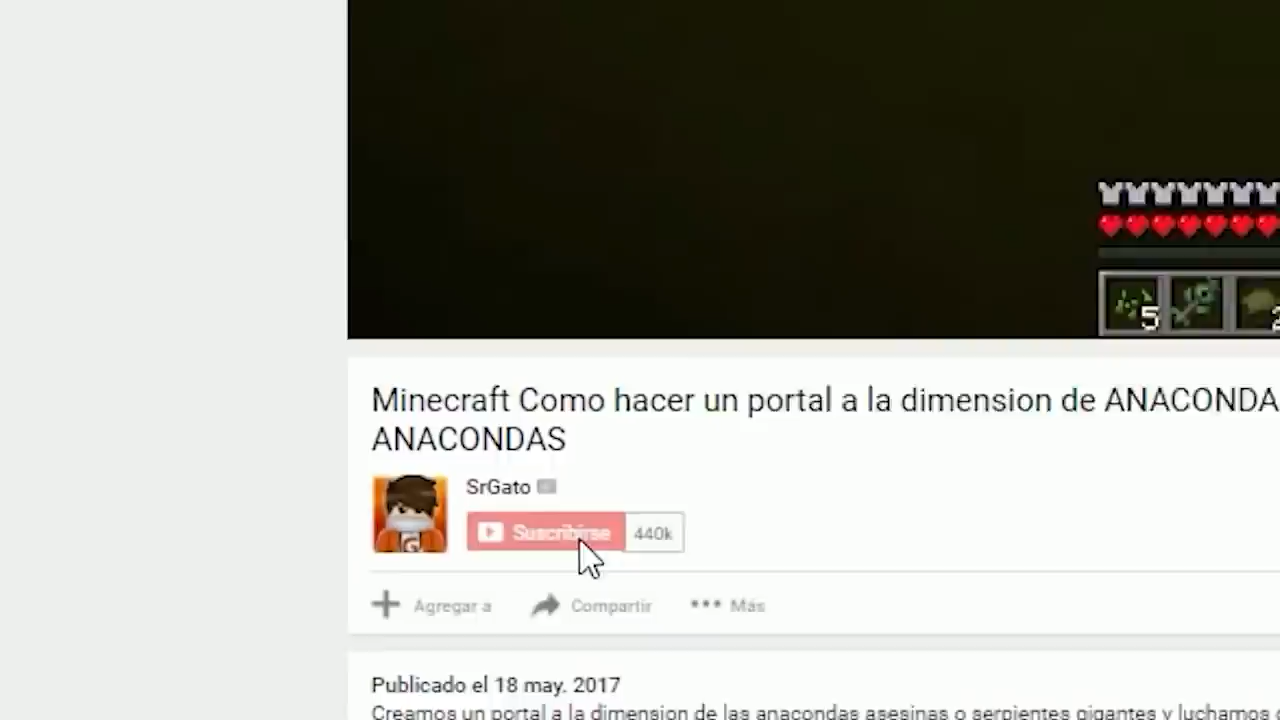 5
Minecraft Como hacer un portal a la dimension de ANACONDA
ANACONDAS
SrGato
Suscribirse 440k
Agregar a Compartir Más
Publicado el 18 may. 2017
Creamos un portal a la dimension de las anacondas asesinas o serpientes gigantes y luchamos